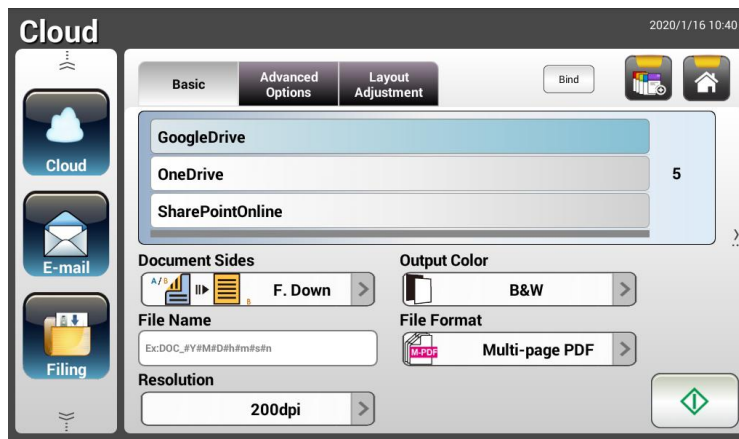 Cloud
2020/1/16 10:40
Basic
Advanced Options
Layout Adjustment
Bind
GoogleDrive
OneDrive
SharePointOnline
5
Cloud
E-mail
Filing
Document Sides
A/B
B
F. Down
Output Color
B&W
File Name
Ex:DOC_#Y#M#D#h#m#s#n
File Format
M-PDF
Multi-page PDF
Resolution
200dpi